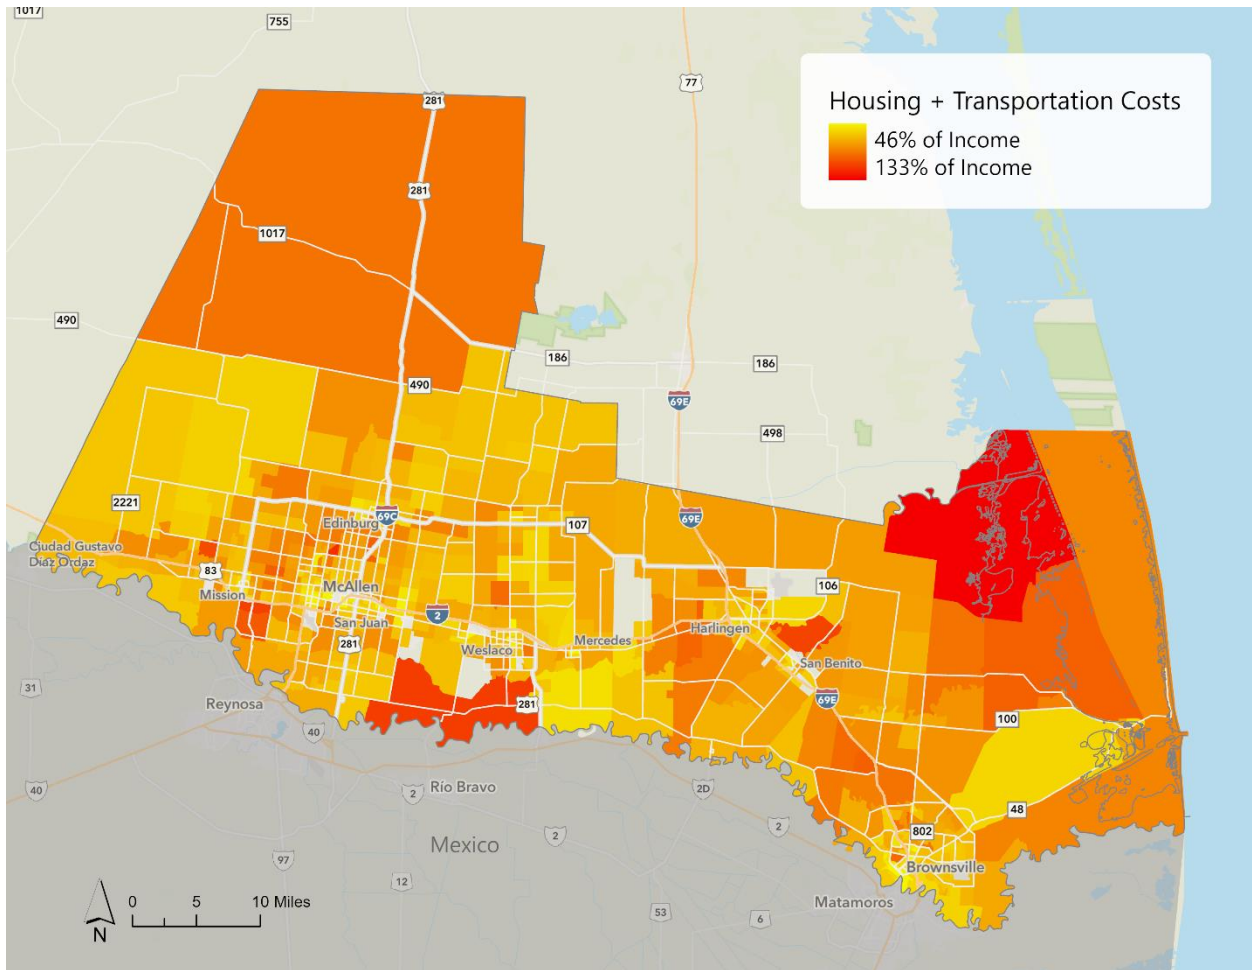 1017
755
77
281
Housing + Transportation Costs
46% of Income
133% of Income
281
1017
490
186
186
490
69E
498
2221
Edinburg
69C
107
69E
Ciudad Gustavo
Díaz Ordaz
83
McAllen
106
Mission
2
San Juan
Harlingen
281
Mercedes
Weslaco
San Benito
31
Reynosa
281
69E
40
100
40
2
Río Bravo
2D
48
2
2
802
Mexico
97
Brownsville
12
Matamoros
0 5 10 Miles
53
6
N